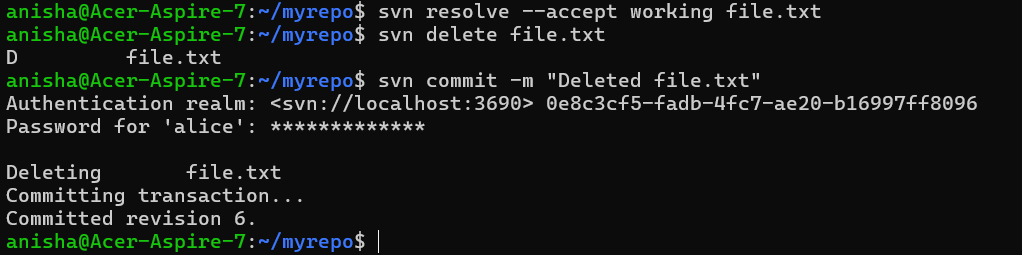 anisha@Acer-Aspire-7:~/myrepo$ svn resolve --accept working file.txt
anisha@Acer-Aspire-7:~/myrepo$ svn delete file.txt
D         file.txt
anisha@Acer-Aspire-7:~/myrepo$ svn commit -m "Deleted file.txt"
Authentication realm: <svn://localhost:3690> 0e8c3cf5-fadb-4fc7-ae20-b16997ff8096
Password for 'alice': *************
Deleting       file.txt
Committing transaction...
Committed revision 6.
anisha@Acer-Aspire-7:~/myrepo$